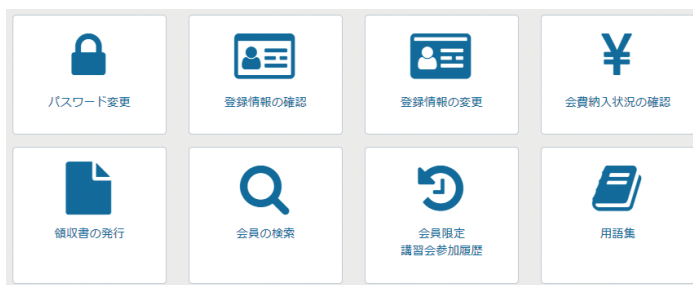 パスワード変更
登録情報の確認
登録情報の変更
会費納入状況の確認
領収書の発行
会員の検索
会員限定
講習会参加履歴
用語集